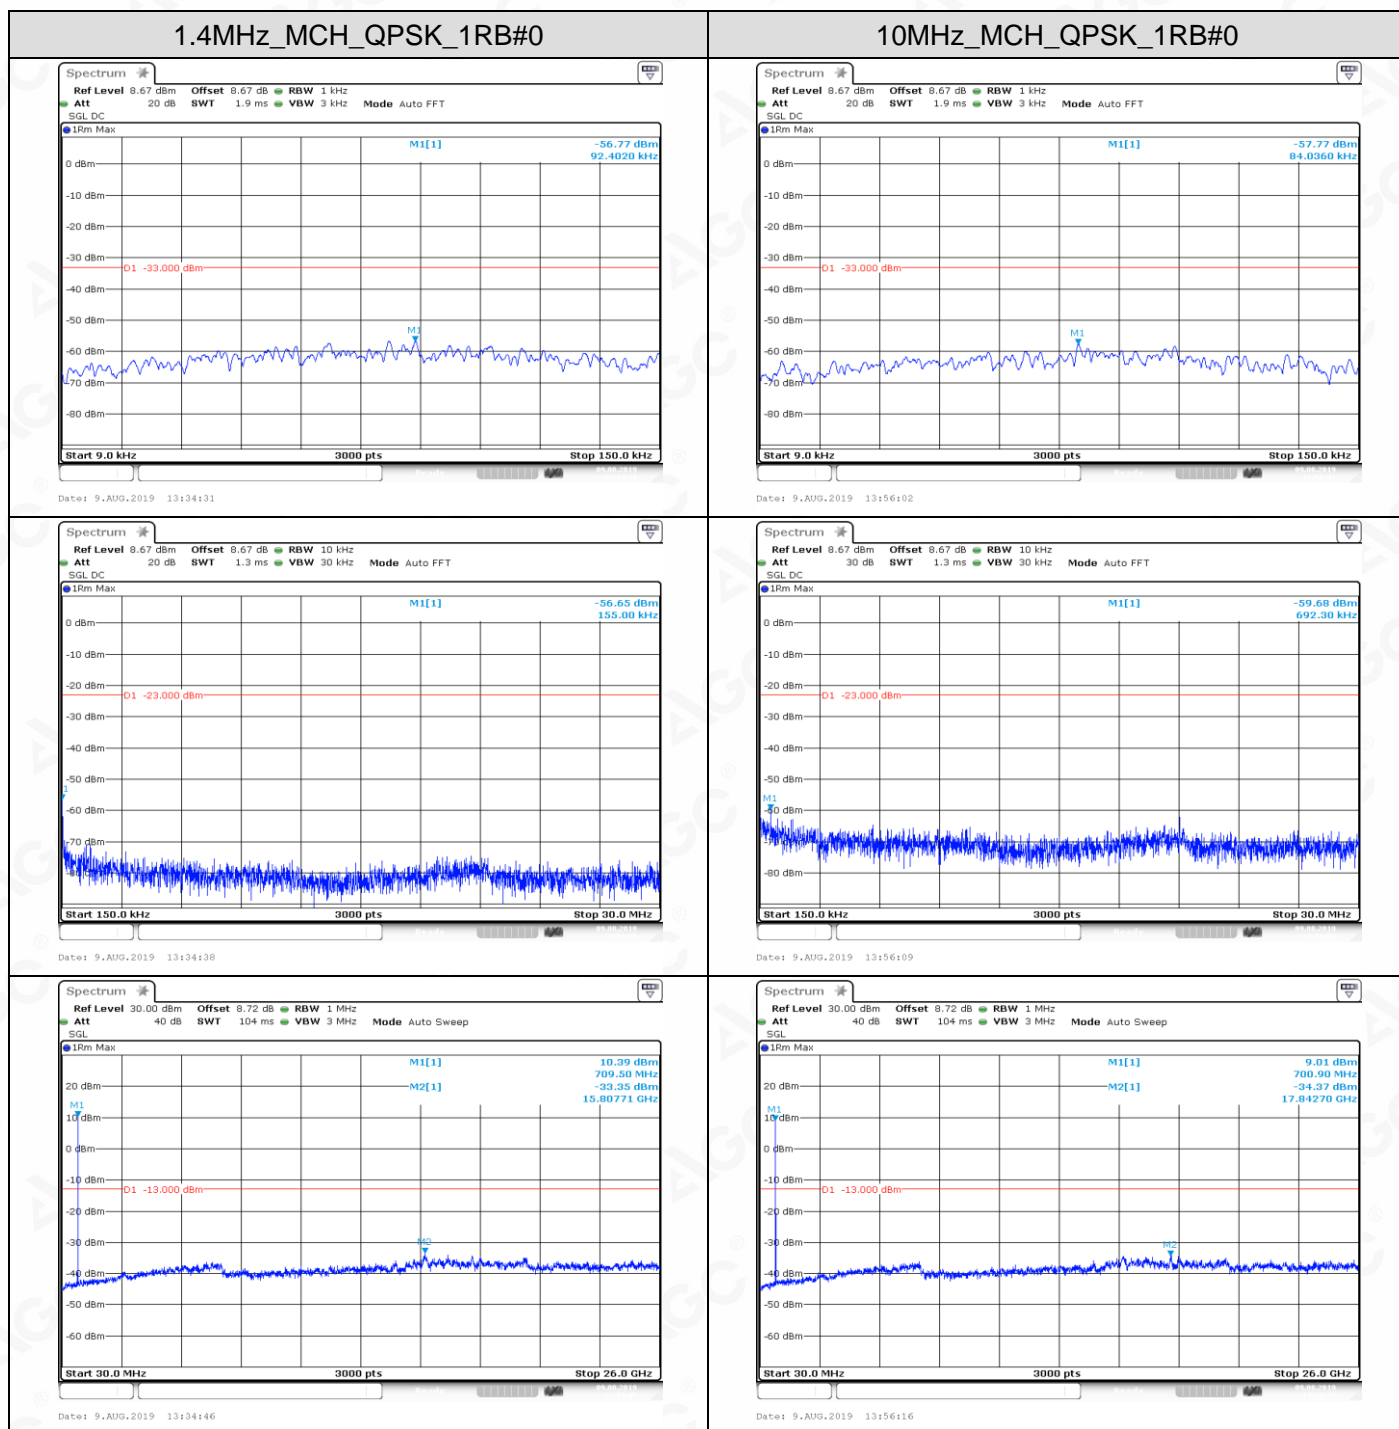 1.4MHz_MCH_QPSK_1RB#0
10MHz_MCH_QPSK_1RB#0
Spectrum
Ref Level 8.67 dBm Offset 8.67 dB RBW 1 kHz
Att 20 dB SWT 1.9 ms VBW 3 kHz Mode Auto FFT
SGL DC
1Rm Max
M1[1] -56.77 dBm
92.4020 kHz
0 dBm
-10 dBm
-20 dBm
-30 dBm
D1 -33.000 dBm
-40 dBm
-50 dBm
M1
-60 dBm
-70 dBm
-80 dBm
Start 9.0 kHz 3000 pts Stop 150.0 kHz
Date: 9.AUG.2019 13:34:31
Spectrum
Ref Level 8.67 dBm Offset 8.67 dB RBW 1 kHz
Att 20 dB SWT 1.9 ms VBW 3 kHz Mode Auto FFT
SGL DC
1Rm Max
M1[1] -57.77 dBm
84.0360 kHz
0 dBm
-10 dBm
-20 dBm
-30 dBm
D1 -33.000 dBm
-40 dBm
-50 dBm
M1
-60 dBm
-70 dBm
-80 dBm
Start 9.0 kHz 3000 pts Stop 150.0 kHz
Date: 9.AUG.2019 13:56:02
Spectrum
Ref Level 8.67 dBm Offset 8.67 dB RBW 10 kHz
Att 20 dB SWT 1.3 ms VBW 30 kHz Mode Auto FFT
SGL DC
1Rm Max
M1[1] -56.65 dBm
155.00 kHz
0 dBm
-10 dBm
-20 dBm
D1 -23.000 dBm
-30 dBm
-40 dBm
-50 dBm
1
-60 dBm
-70 dBm
-80 dBm
Start 150.0 kHz 3000 pts Stop 30.0 MHz
Date: 9.AUG.2019 13:34:38
Spectrum
Ref Level 8.67 dBm Offset 8.67 dB RBW 10 kHz
Att 30 dB SWT 1.3 ms VBW 30 kHz Mode Auto FFT
SGL DC
1Rm Max
M1[1] -59.68 dBm
692.30 kHz
0 dBm
-10 dBm
-20 dBm
D1 -23.000 dBm
-30 dBm
-40 dBm
-50 dBm
M1
-60 dBm
-70 dBm
-80 dBm
Start 150.0 kHz 3000 pts Stop 30.0 MHz
Date: 9.AUG.2019 13:56:09
Spectrum
Ref Level 30.00 dBm Offset 8.72 dB RBW 1 MHz
Att 40 dB SWT 104 ms VBW 3 MHz Mode Auto Sweep
SGL
1Rm Max
M1[1] 10.39 dBm
709.50 MHz
20 dBm M2[1] -33.35 dBm
15.80771 GHz
M1
10 dBm
0 dBm
-10 dBm
D1 -13.000 dBm
-20 dBm
-30 dBm
M2
-40 dBm
-50 dBm
-60 dBm
Start 30.0 MHz 3000 pts Stop 26.0 GHz
Date: 9.AUG.2019 13:34:46
Spectrum
Ref Level 30.00 dBm Offset 8.72 dB RBW 1 MHz
Att 40 dB SWT 104 ms VBW 3 MHz Mode Auto Sweep
SGL
1Rm Max
M1[1] 9.01 dBm
700.90 MHz
20 dBm M2[1] -34.37 dBm
17.84270 GHz
M1
10 dBm
0 dBm
-10 dBm
D1 -13.000 dBm
-20 dBm
-30 dBm
M2
-40 dBm
-50 dBm
-60 dBm
Start 30.0 MHz 3000 pts Stop 26.0 GHz
Date: 9.AUG.2019 13:56:16